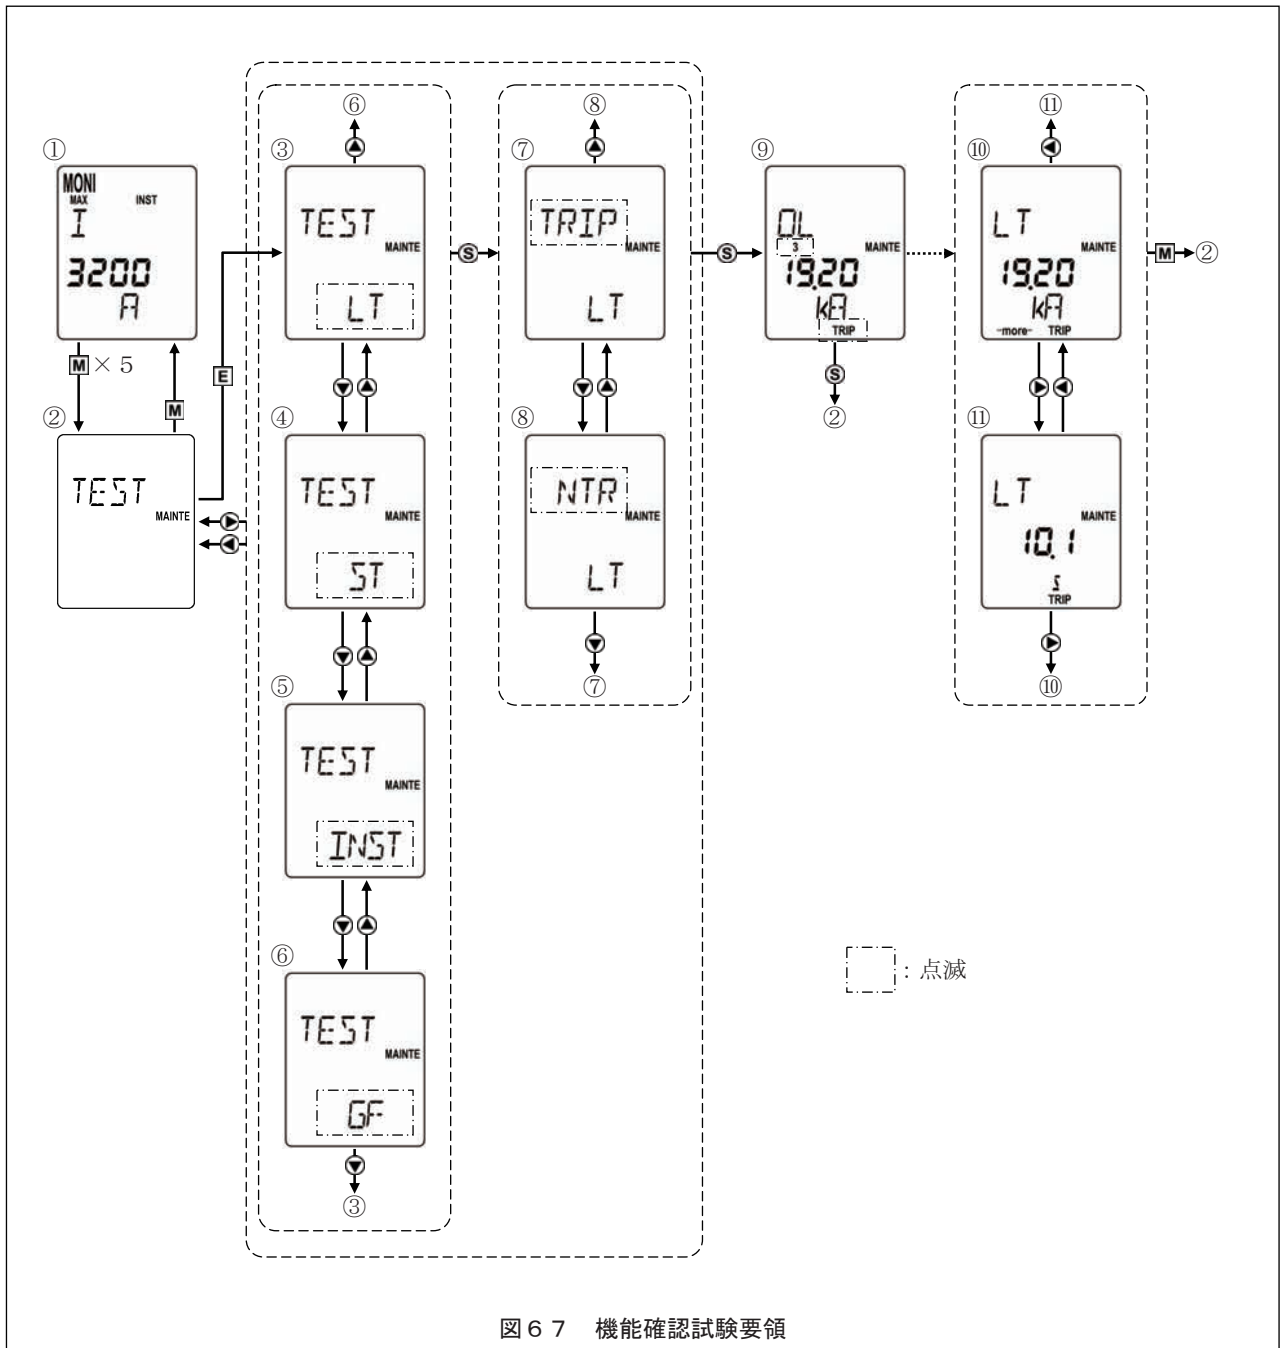 ①
MONI
MAX INST
I
3200
A
M × 5
M
②
TEST
MAINTE
E
⑥
③
TEST
MAINTE
LT
④
TEST
MAINTE
ST
⑤
TEST
MAINTE
INST
⑥
TEST
MAINTE
GF
③
S
⑧
⑦
TRIP
MAINTE
LT
⑧
NTR
MAINTE
LT
⑦
S
⑨
OL
3 MAINTE
19.20
kA
TRIP
S
②
⑪
⑩
LT
MAINTE
19.20
kA
-more- TRIP
M
②
⑪
LT
MAINTE
10.1
s
TRIP
⑩
: 点滅
図67 機能確認試験要領